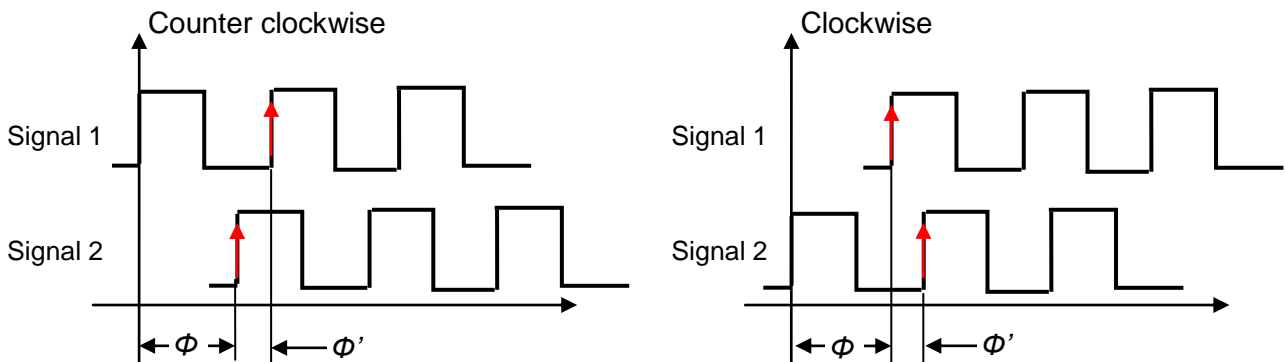 Counter clockwise
Signal 1
Signal 2
Φ
Φ'
Clockwise
Signal 1
Signal 2
Φ
Φ'